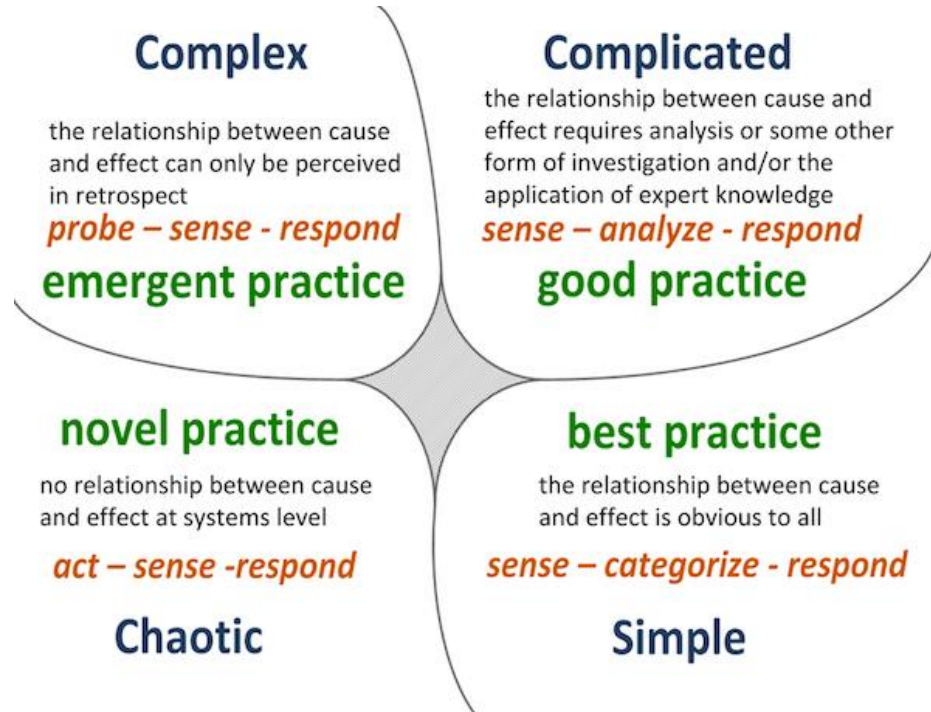 Complex
the relationship between cause
and effect can only be perceived
in retrospect
probe – sense - respond
emergent practice
Complicated
the relationship between cause and
effect requires analysis or some other
form of investigation and/or the
application of expert knowledge
sense – analyze - respond
good practice
novel practice
no relationship between cause
and effect at systems level
act – sense -respond
Chaotic
best practice
the relationship between cause
and effect is obvious to all
sense – categorize - respond
Simple